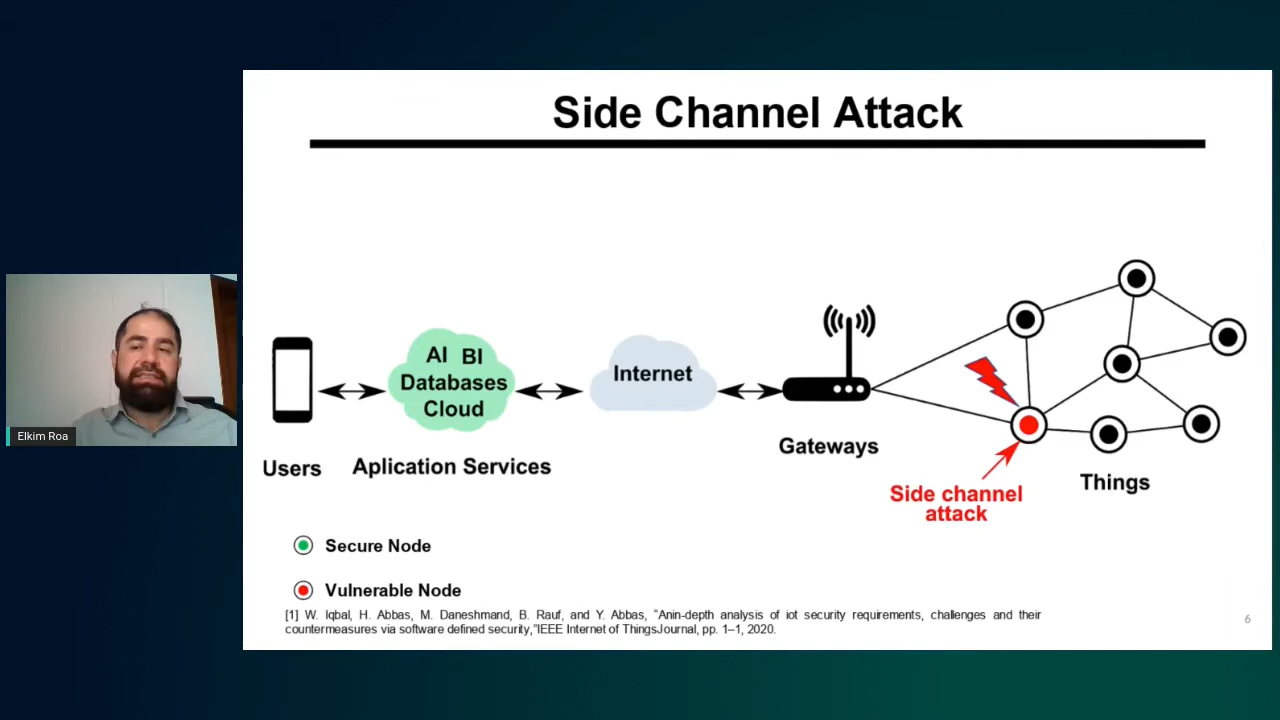 Side Channel Attack
AI BI
Databases
Cloud
Internet
Users
Aplication Services
Gateways
Things
Side channel
attack
Secure Node
Vulnerable Node
[1] W. Iqbal, H. Abbas, M. Daneshmand, B. Rauf, and Y. Abbas, "Anin-depth analysis of iot security requirements, challenges and their
countermeasures via software defined security,"IEEE Internet of ThingsJournal, pp. 1–1, 2020.
6
Elkim Roa